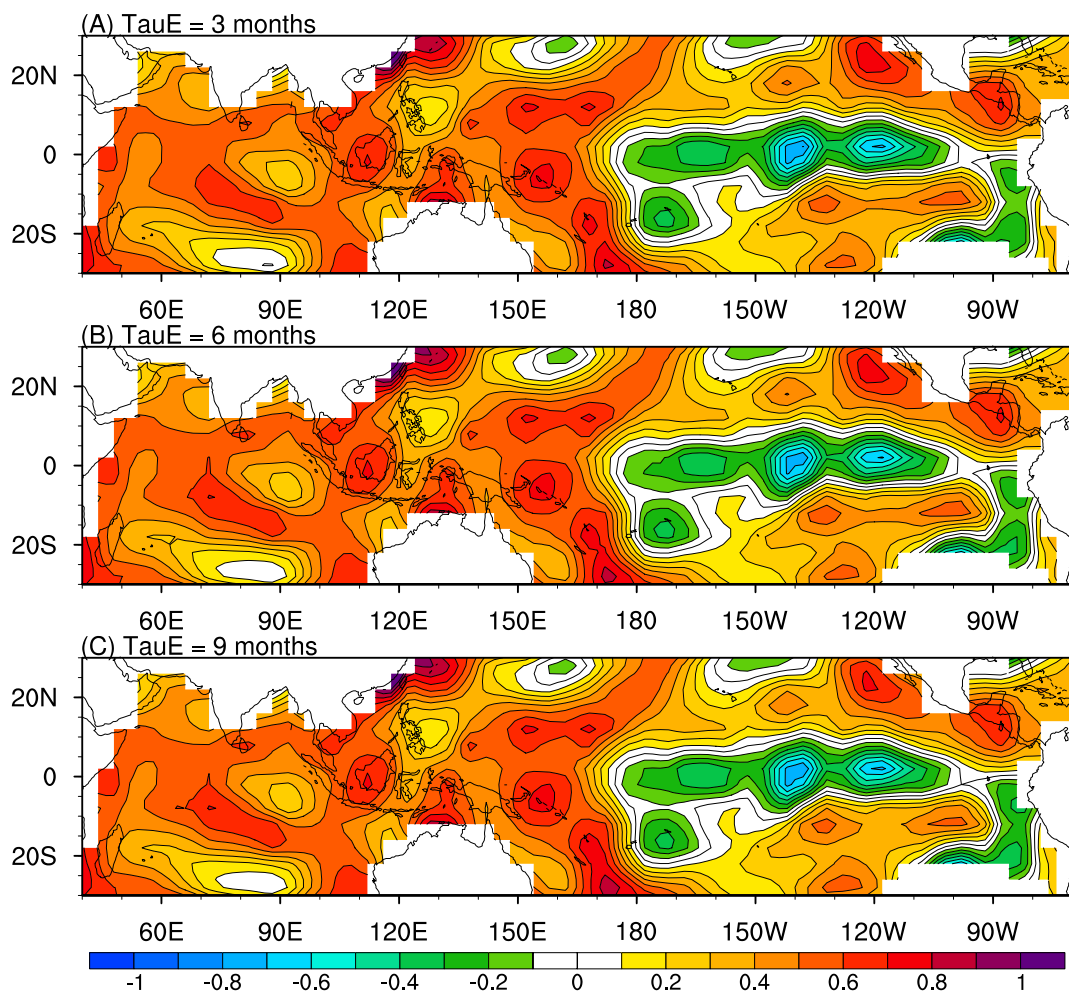 (A) TauE = 3 months
20N
0
20S
60E 90E 120E 150E 180 150W 120W 90W
(B) TauE = 6 months
20N
0
20S
60E 90E 120E 150E 180 150W 120W 90W
(C) TauE = 9 months
20N
0
20S
60E 90E 120E 150E 180 150W 120W 90W
-1 -0.8 -0.6 -0.4 -0.2 0 0.2 0.4 0.6 0.8 1